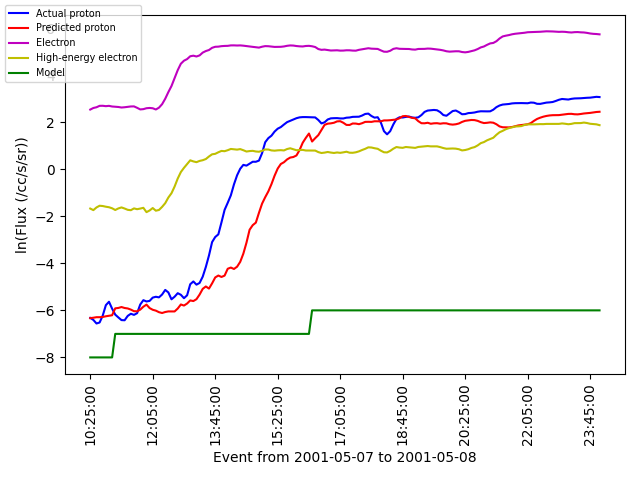 Actual proton
Predicted proton
Electron
High-energy electron
Model
2
0
−2
−4
−6
−8
ln(Flux (/cc/s/sr))
10:25:00
12:05:00
13:45:00
15:25:00
17:05:00
18:45:00
20:25:00
22:05:00
23:45:00
Event from 2001-05-07 to 2001-05-08